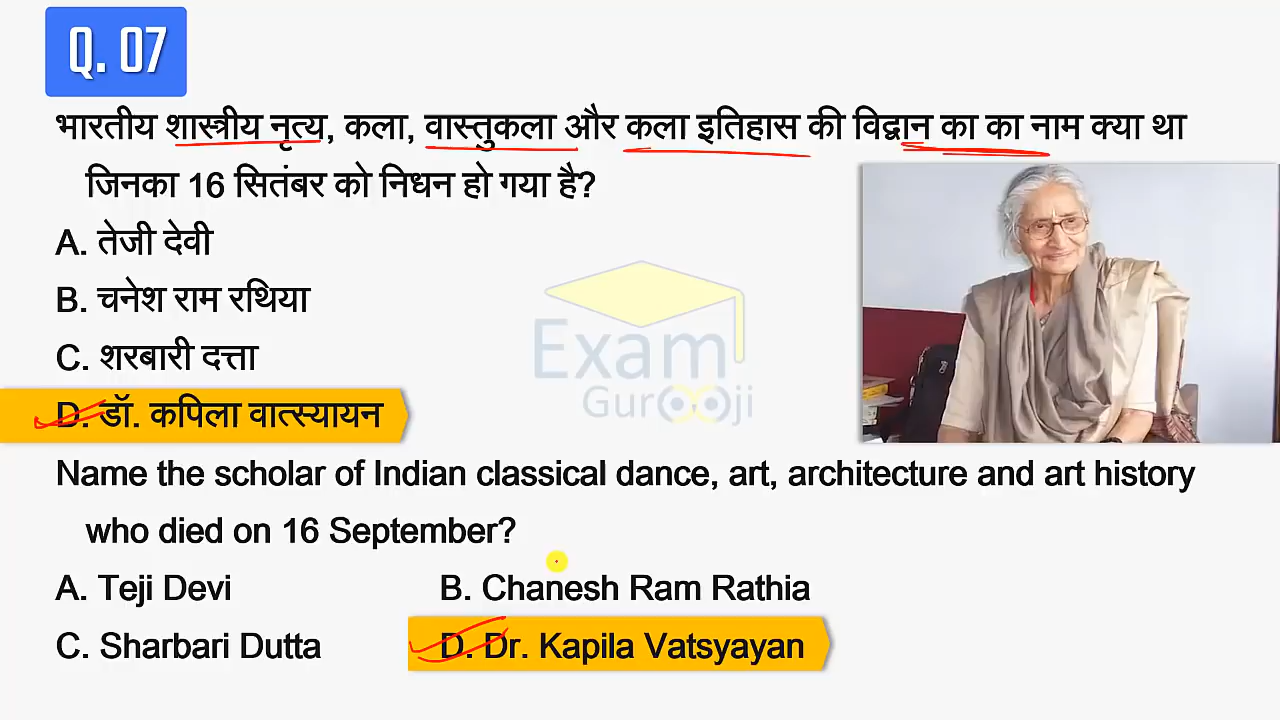 Q. 07
भारतीय शास्त्रीय नृत्य, कला, वास्तुकला और कला इतिहास की विद्वान का का नाम क्या था
जिनका 16 सितंबर को निधन हो गया है?
A. तेजी देवी
B. चनेश राम रथिया
C. शरबारी दत्ता
D. डॉ. कपिला वात्स्यायन
Exam
Gurooji
Name the scholar of Indian classical dance, art, architecture and art history
who died on 16 September?
A. Teji Devi B. Chanesh Ram Rathia
C. Sharbari Dutta D. Dr. Kapila Vatsyayan